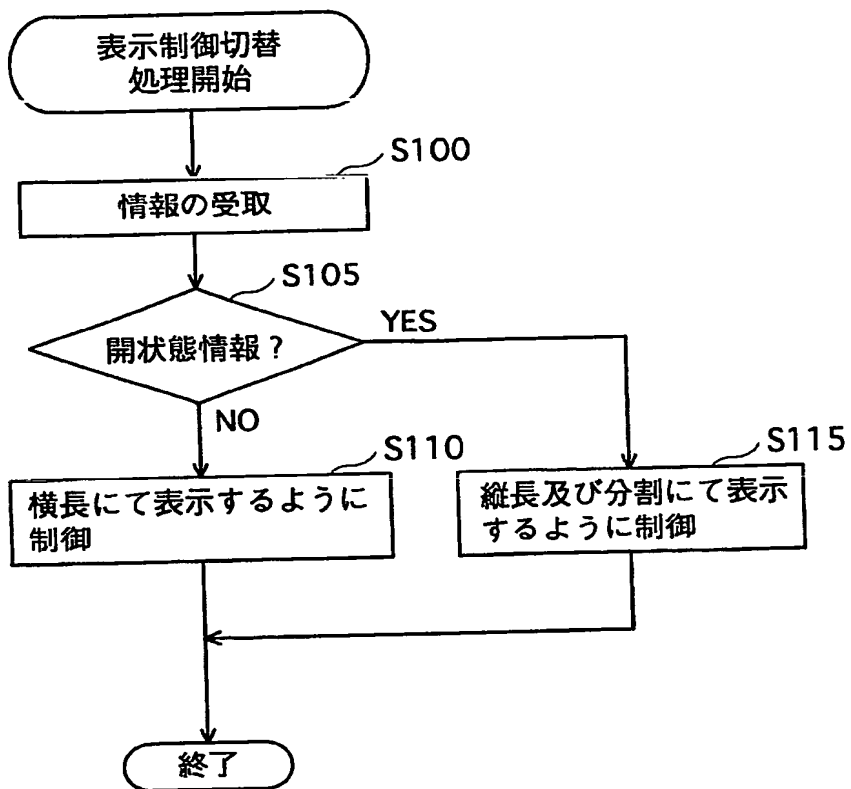 表示制御切替
処理開始
S100
情報の受取
S105
開状態情報?
YES
NO
S110
横長にて表示するように
制御
S115
縦長及び分割にて表示
するように制御
終了